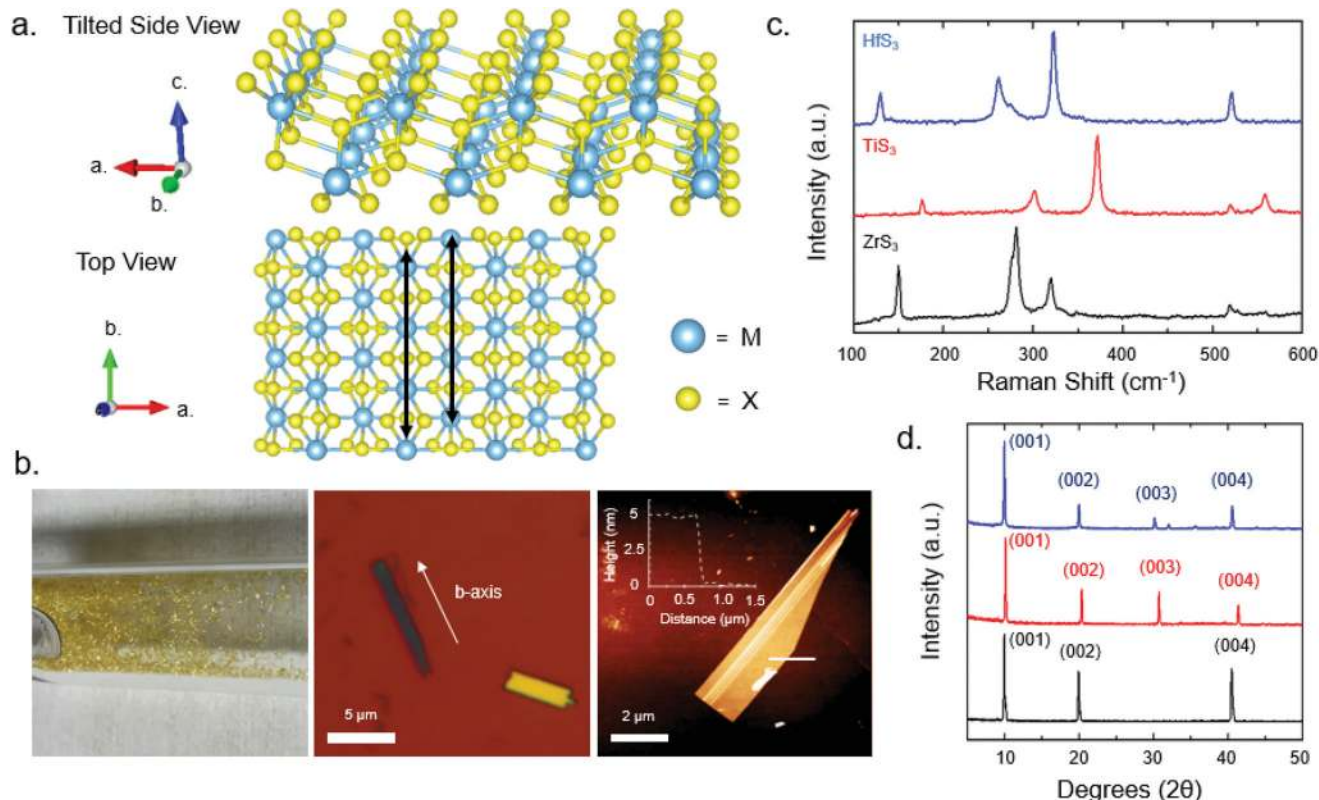 a.
Tilted Side View
c.
a.
b.
Top View
b.
a.
= M
= X
b.
b-axis
5 µm
Height (nm)
5
2.5
0
0 0.5 1.0 1.5
Distance (µm)
2 µm
c.
Intensity (a.u.)
HfS₃
TiS₃
ZrS₃
100 200 300 400 500 600
Raman Shift (cm⁻¹)
d.
Intensity (a.u.)
(001) (002) (003) (004)
(001) (002) (003) (004)
(001) (002) (004)
10 20 30 40 50
Degrees (2θ)